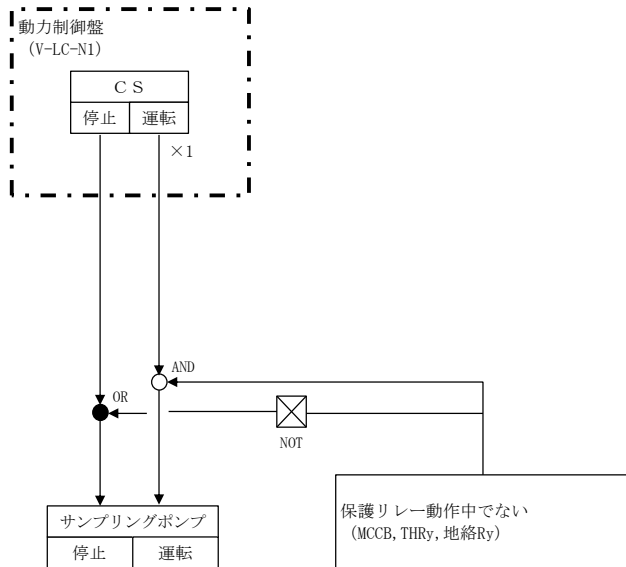 動力制御盤
(V-LC-N1)
ＣＳ
停止 運転
×1
AND
OR
NOT
サンプリングポンプ
停止 運転
保護リレー動作中でない
(MCCB,THRy,地絡Ry)